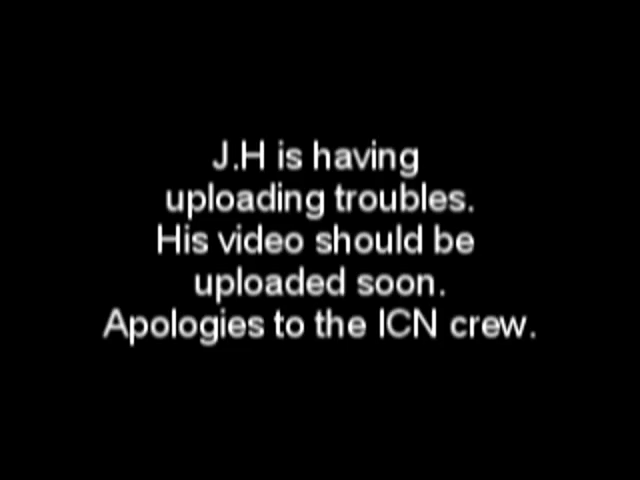 J.H is having
uploading troubles.
His video should be
uploaded soon.
Apologies to the ICN crew.